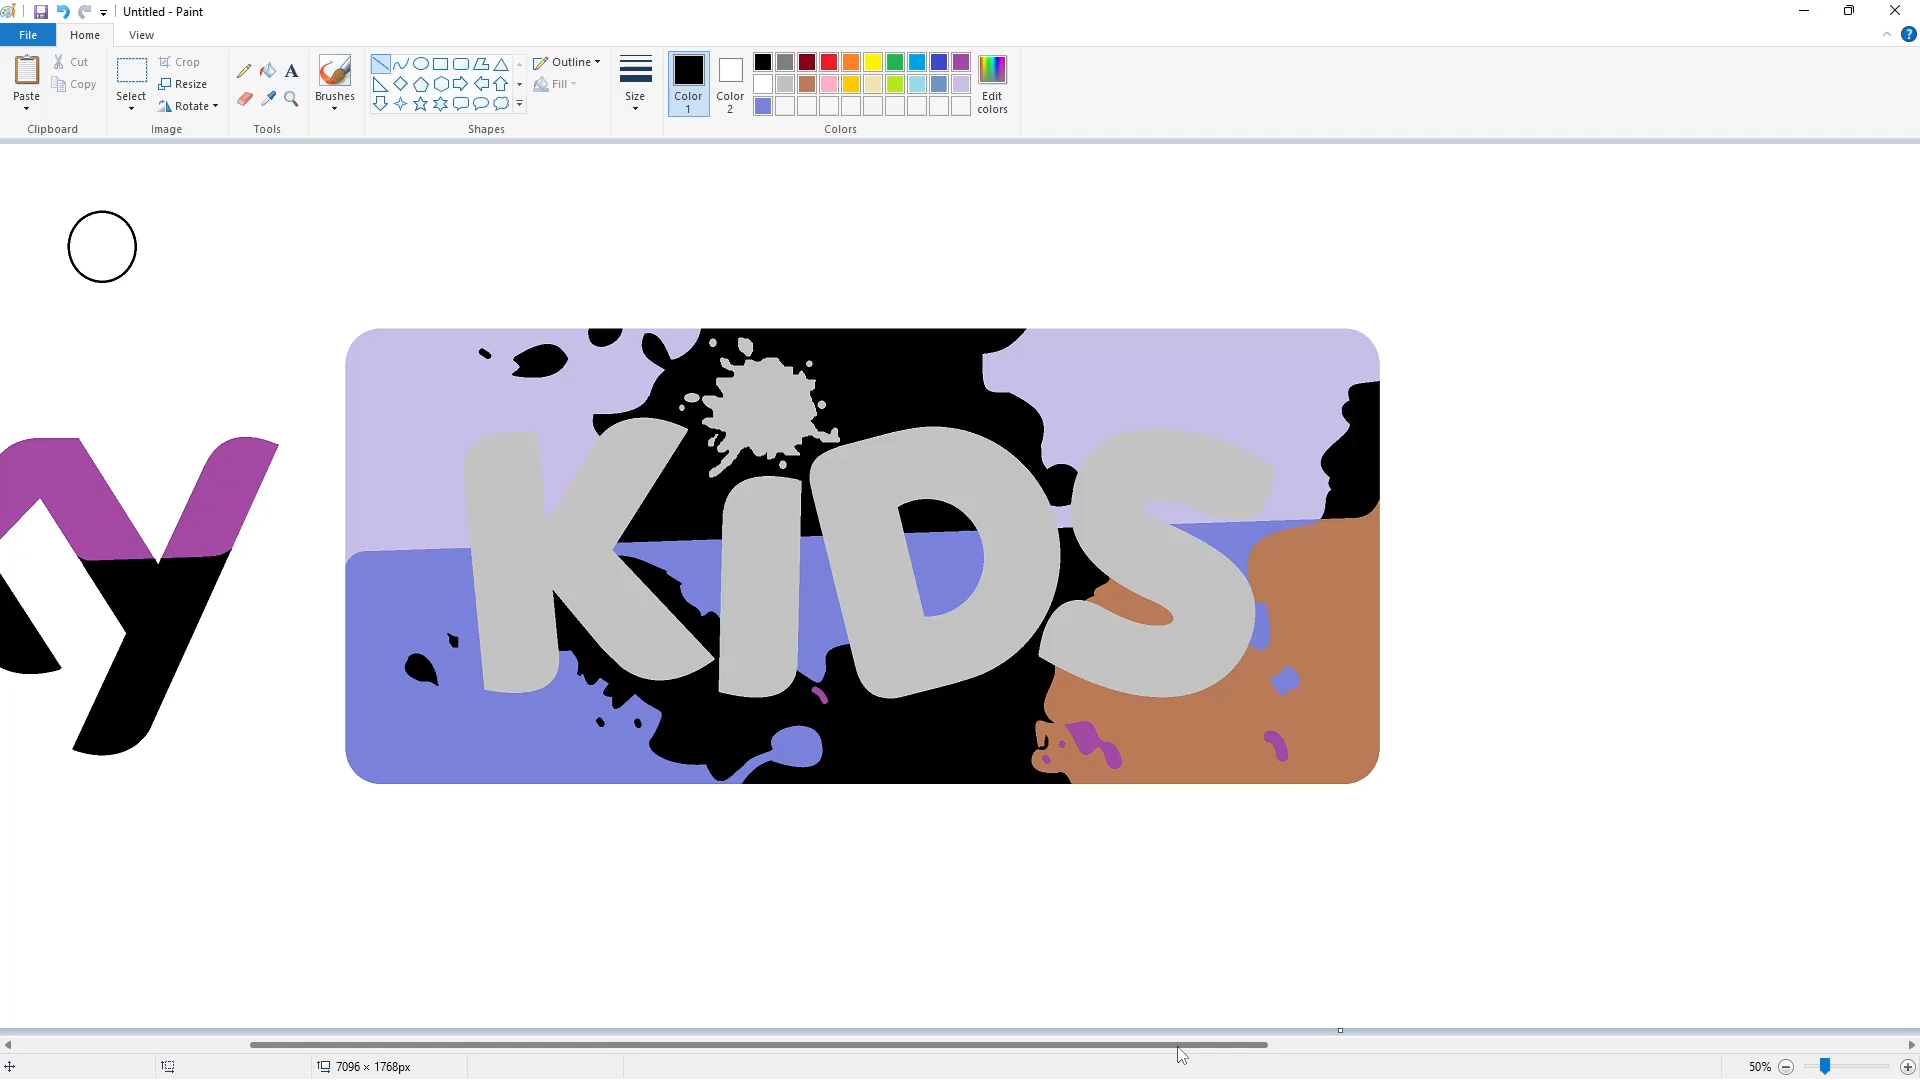 Untitled - Paint
File Home View
Paste
Cut
Copy
Clipboard
Select
Crop
Resize
Rotate
Image
A
Tools
Brushes
Outline
Fill
Shapes
Size
Color 1
Color 2
Edit colors
Colors
y KiDS
7096 × 1768px
50%